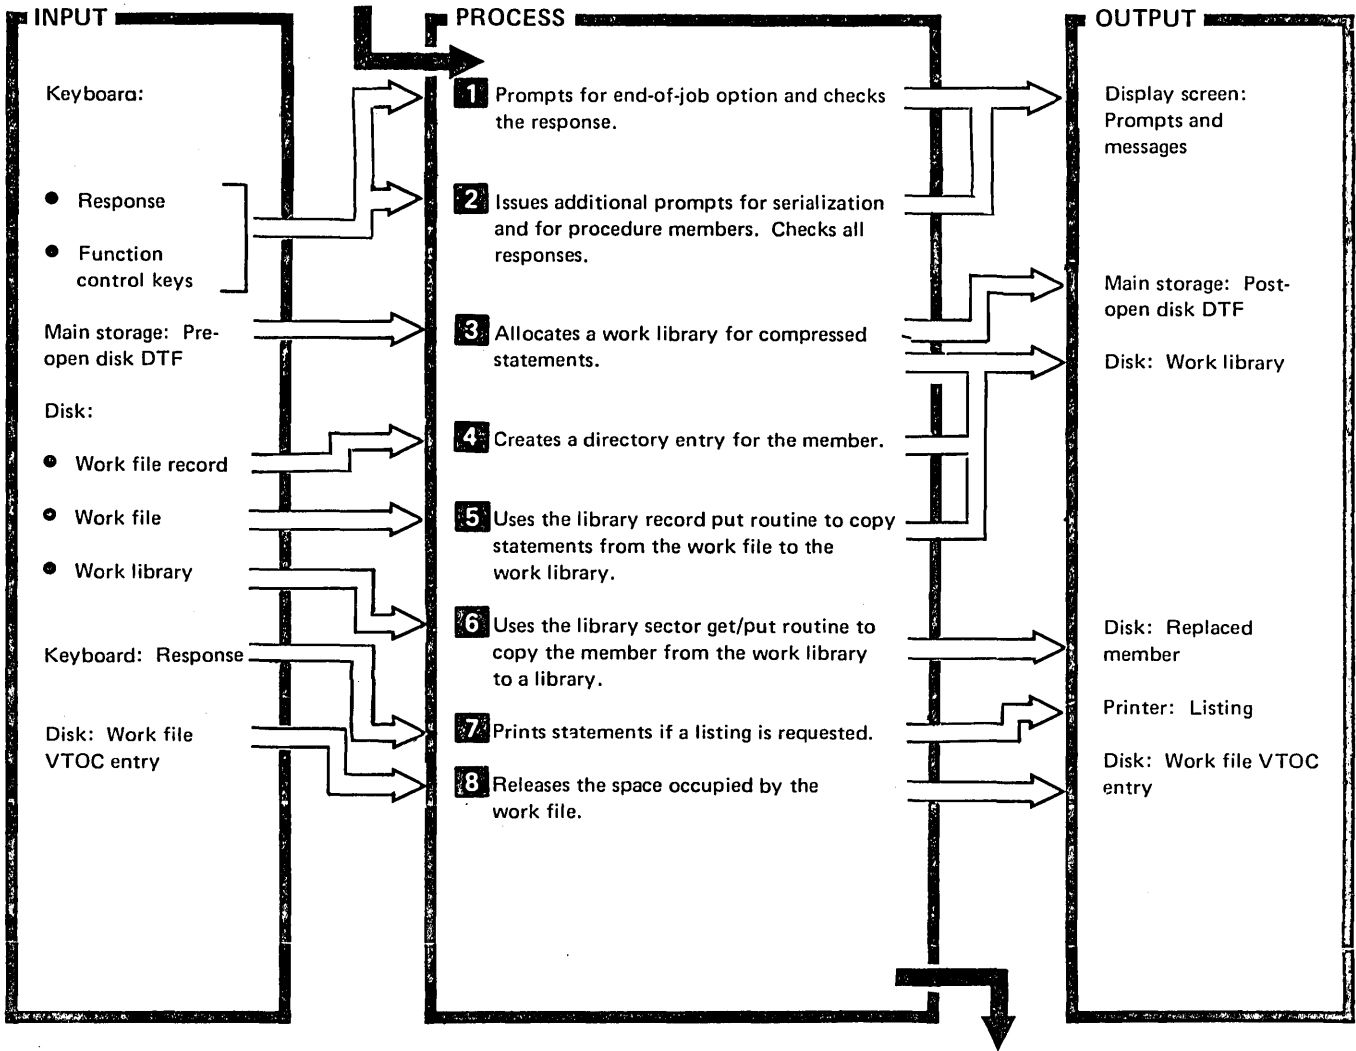 INPUT
Keyboara:
● Response
● Function
control keys
Main storage: Pre-
open disk DTF
Disk:
● Work file record
● Work file
● Work library
Keyboard: Response
Disk: Work file
VTOC entry
PROCESS
1 Prompts for end-of-job option and checks
the response.
2 Issues additional prompts for serialization
and for procedure members. Checks all
responses.
3 Allocates a work library for compressed
statements.
4 Creates a directory entry for the member.
5 Uses the library record put routine to copy
statements from the work file to the
work library.
6 Uses the library sector get/put routine to
copy the member from the work library
to a library.
7 Prints statements if a listing is requested.
8 Releases the space occupied by the
work file.
OUTPUT
Display screen:
Prompts and
messages
Main storage: Post-
open disk DTF
Disk: Work library
Disk: Replaced
member
Printer: Listing
Disk: Work file VTOC
entry